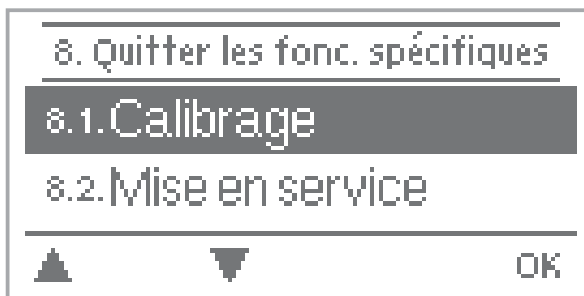 8. Quitter les fonc. spécifiques
8.1.Calibrage
8.2.Mise en service
OK